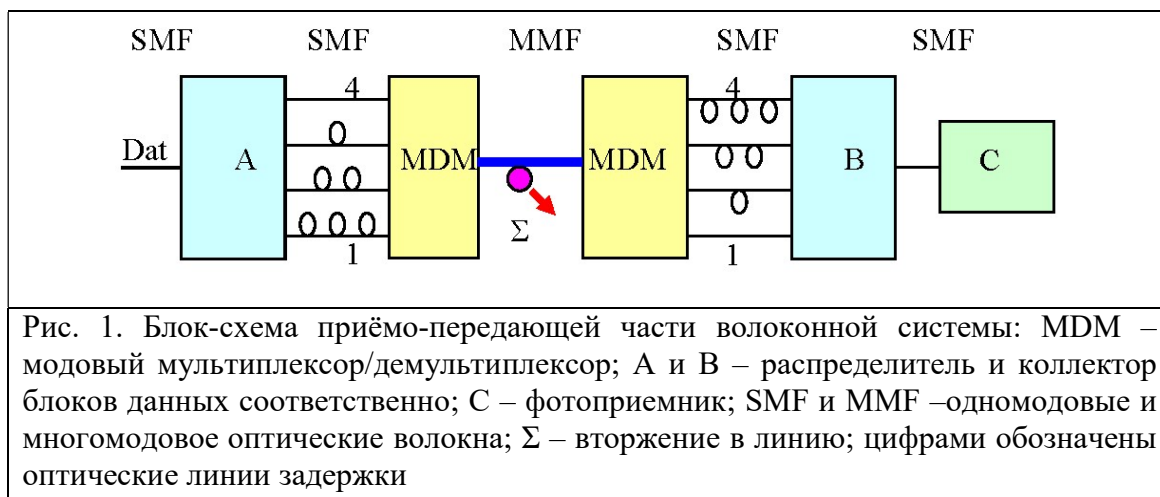 SMF SMF MMF SMF SMF
4 4
Dat A MDM MDM B C
Σ
1 1
Рис. 1. Блок-схема приёмо-передающей части волоконной системы: MDM –
модовый мультиплексор/демультиплексор; А и В – распределитель и коллектор
блоков данных соответственно; С – фотоприемник; SMF и MMF –одномодовые и
многомодовое оптические волокна; Σ – вторжение в линию; цифрами обозначены
оптические линии задержки